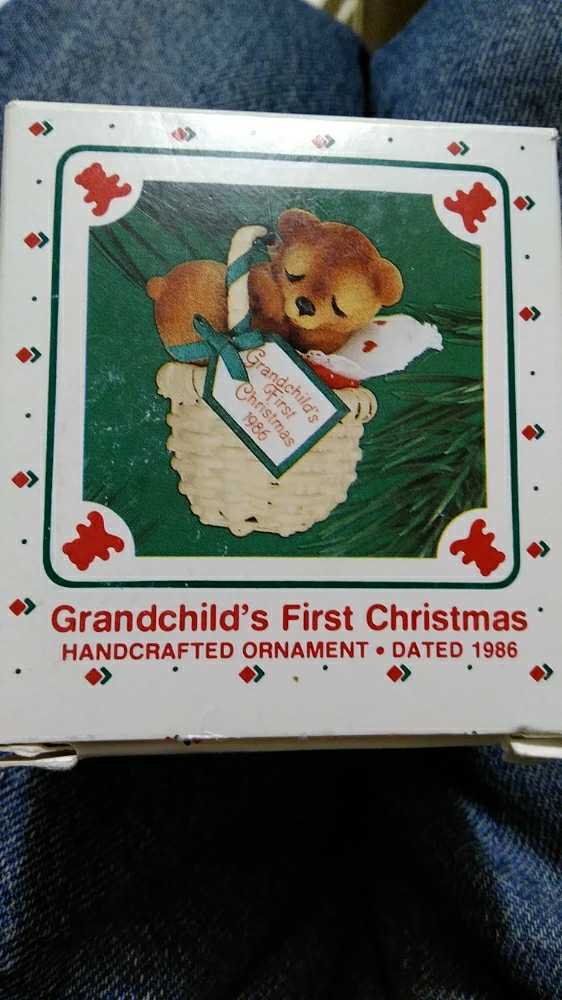 Grandchild's
First
Christmas
1986
Grandchild's First Christmas
HANDCRAFTED ORNAMENT • DATED 1986